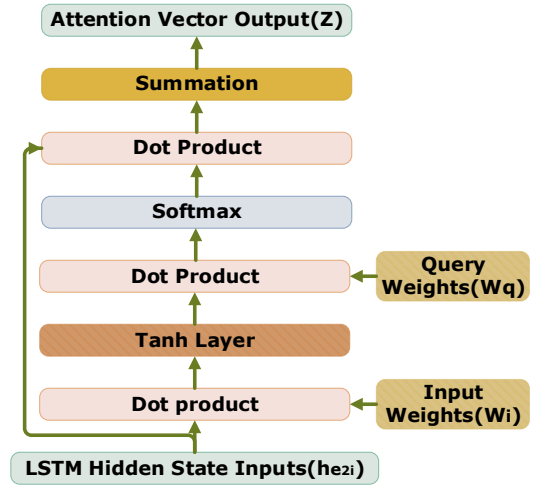 Attention Vector Output(Z)
Summation
Dot Product
Softmax
Dot Product
Query
Weights(Wq)
Tanh Layer
Dot product
Input
Weights(Wi)
LSTM Hidden State Inputs(he2i)